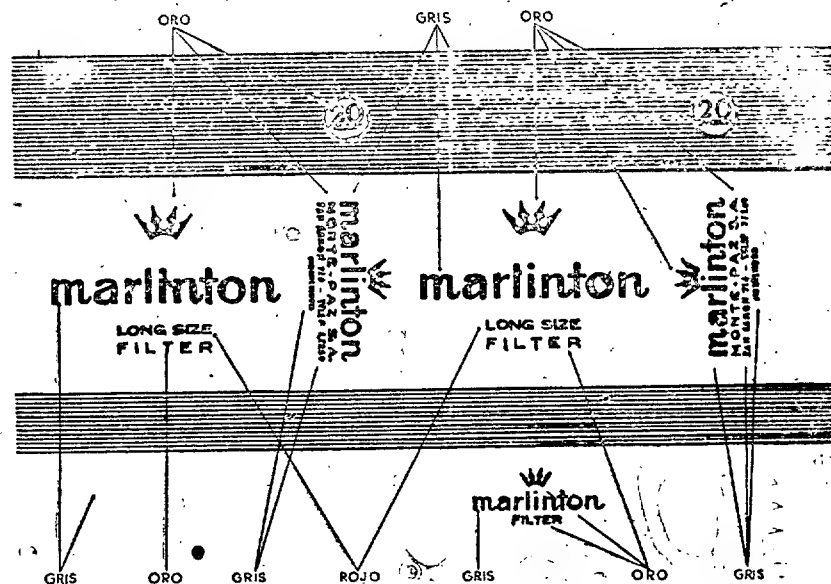 ORO
GRIS
ORO
20
20
marlinton
LONG SIZE
FILTER
marlinton
MONTE-PAZ S.A.
marlinton
LONG SIZE
FILTER
marlinton
MONTE-PAZ S.A.
marlinton
FILTER
GRIS
ORO
GRIS
ROJO
GRIS
ORO
GRIS